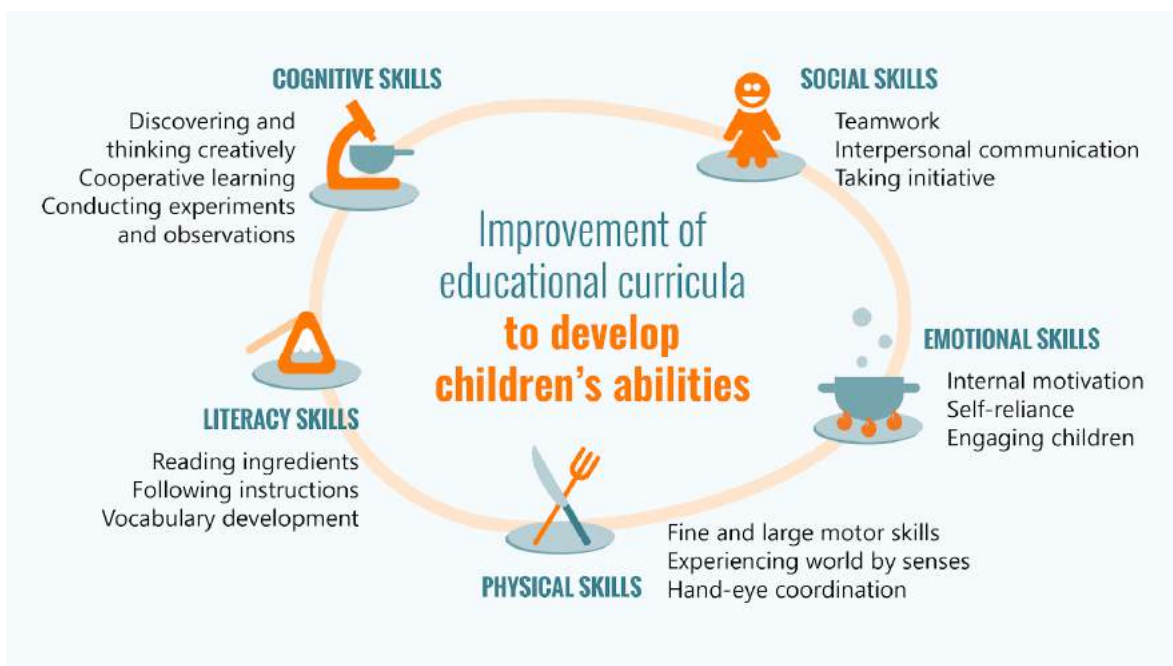 COGNITIVE SKILLS
Discovering and
thinking creatively
Cooperative learning
Conducting experiments
and observations
SOCIAL SKILLS
Teamwork
Interpersonal communication
Taking initiative
Improvement of
educational curricula
to develop
children's abilities
EMOTIONAL SKILLS
Internal motivation
Self-reliance
Engaging children
LITERACY SKILLS
Reading ingredients
Following instructions
Vocabulary development
PHYSICAL SKILLS
Fine and large motor skills
Experiencing world by senses
Hand-eye coordination